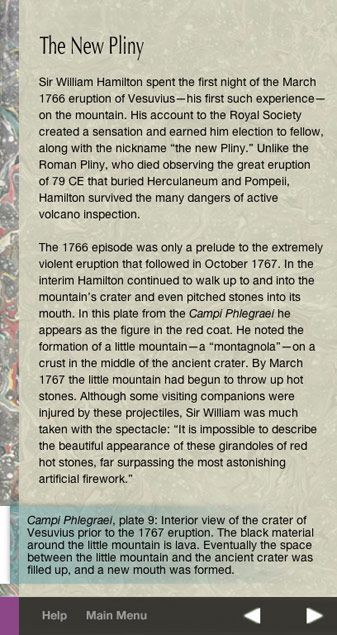 The New Pliny
Sir William Hamilton spent the first night of the March
1766 eruption of Vesuvius—his first such experience—
on the mountain. His account to the Royal Society
created a sensation and earned him election to fellow,
along with the nickname “the new Pliny.” Unlike the
Roman Pliny, who died observing the great eruption
of 79 CE that buried Herculaneum and Pompeii,
Hamilton survived the many dangers of active
volcano inspection.
The 1766 episode was only a prelude to the extremely
violent eruption that followed in October 1767. In the
interim Hamilton continued to walk up to and into the
mountain’s crater and even pitched stones into its
mouth. In this plate from the Campi Phlegraei he
appears as the figure in the red coat. He noted the
formation of a little mountain—a “montagnola”—on a
crust in the middle of the ancient crater. By March
1767 the little mountain had begun to throw up hot
stones. Although some visiting companions were
injured by these projectiles, Sir William was much
taken with the spectacle: “It is impossible to describe
the beautiful appearance of these girandoles of red
hot stones, far surpassing the most astonishing
artificial firework.”
Campi Phlegraei, plate 9: Interior view of the crater of
Vesuvius prior to the 1767 eruption. The black material
around the little mountain is lava. Eventually the space
between the little mountain and the ancient crater was
filled up, and a new mouth was formed.
Help Main Menu